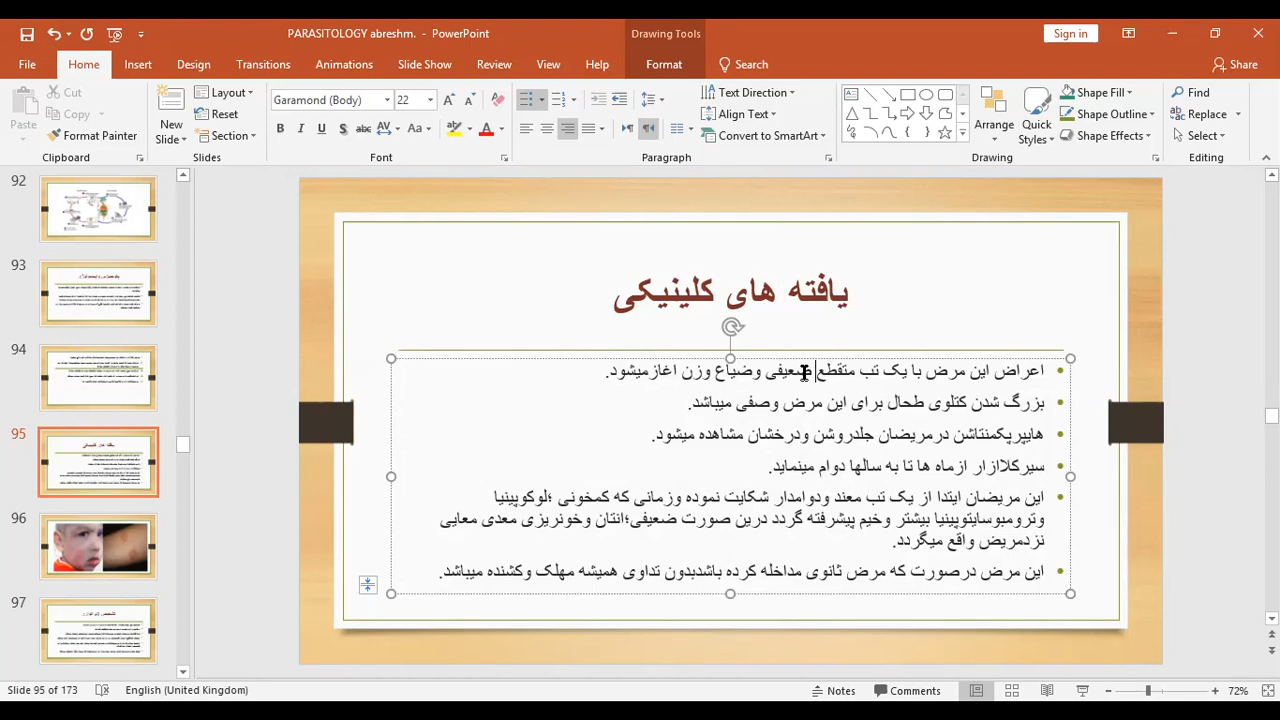 PARASITOLOGY abreshm. - PowerPoint
Drawing Tools
Sign in
File Home Insert Design Transitions Animations Slide Show Review View Help Format Search Share
Paste
Cut
Copy
Format Painter
Clipboard
New Slide
Layout
Reset
Section
Slides
Garamond (Body) 22
B I U S abc AV Aa A
Font
Paragraph
Text Direction
Align Text
Convert to SmartArt
Arrange
Quick Styles
Shape Fill
Shape Outline
Shape Effects
Drawing
Find
Replace
Select
Editing
92
93
94
95
96
97
یافته های کلینیکی
اعراض این مرض با یک تب متقطع ضعیفی وضیاع وزن اغازمیشود.
بزرگ شدن کتلوی طحال برای این مرض وصفی میباشد.
هایپرپکمنتاشن درمریضان جلدروشن ودرخشان مشاهده میشود.
سیرکلاازار ازماه ها تا به سالها دوام مینماید.
این مریضان ابتدا از یک تب معند ودوامدار شکایت نموده وزمانی که کمخونی ؛لوکوپینیا
وترومبوسایتوپینیا بیشتر وخیم پیشرفته گردد درین صورت ضعیفی؛انتان وخونریزی معدی معایی
نزدمریض واقع میگردد.
این مرض درصورت که مرض ثانوی مداخله کرده باشدبدون تداوی همیشه مهلک وکشنده میباشد.
Slide 95 of 173 English (United Kingdom) Notes Comments 72%